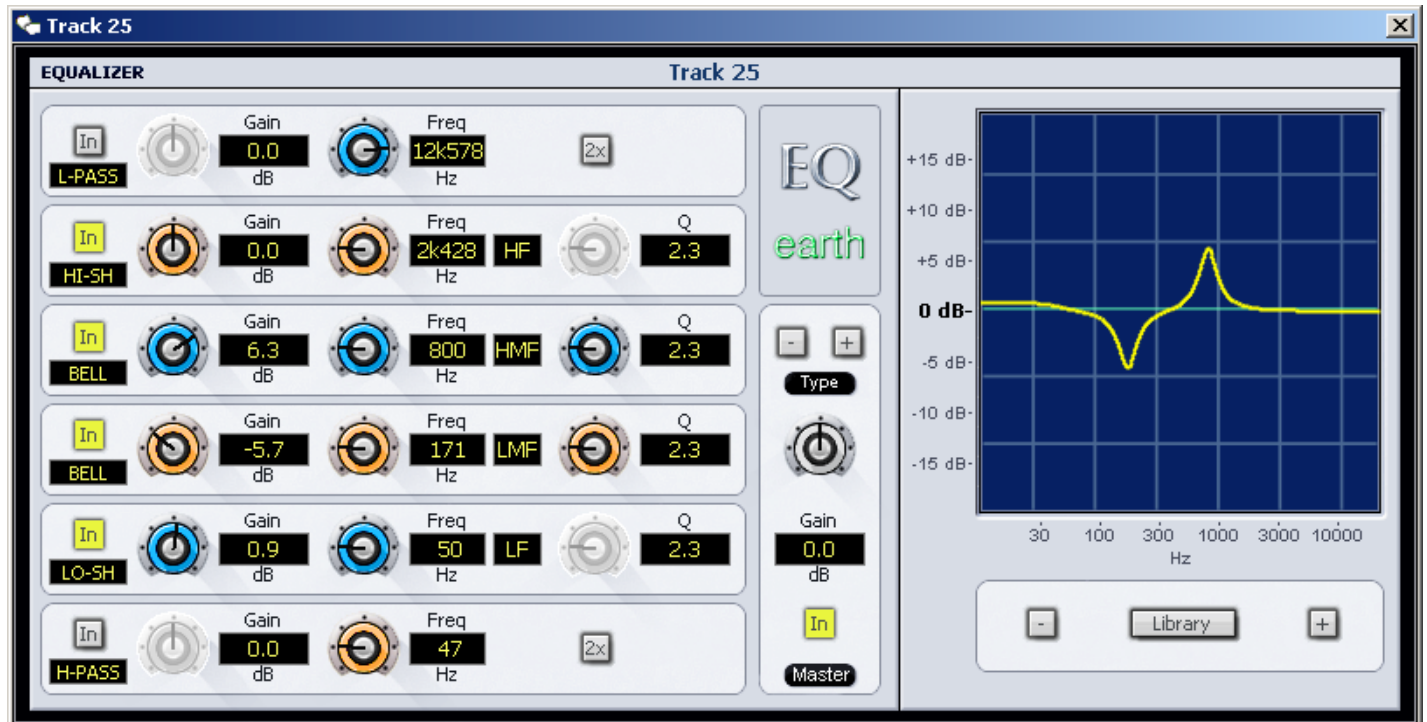 Track 25
EQUALIZER Track 25
In Gain Freq
0.0 12k578 2x
L-PASS dB Hz
In Gain Freq Q
0.0 2k428 HF 2.3
HI-SH dB Hz
In Gain Freq Q
6.3 800 HMF 2.3
BELL dB Hz
In Gain Freq Q
-5.7 171 LMF 2.3
BELL dB Hz
In Gain Freq Q
0.9 50 LF 2.3
LO-SH dB Hz
In Gain Freq
0.0 47 2x
H-PASS dB Hz
EQ
earth
- +
Type
Gain
0.0
dB
In
Master
+15 dB-
+10 dB-
+5 dB-
0 dB-
-5 dB-
-10 dB-
-15 dB-
30 100 300 1000 3000 10000
Hz
- Library +